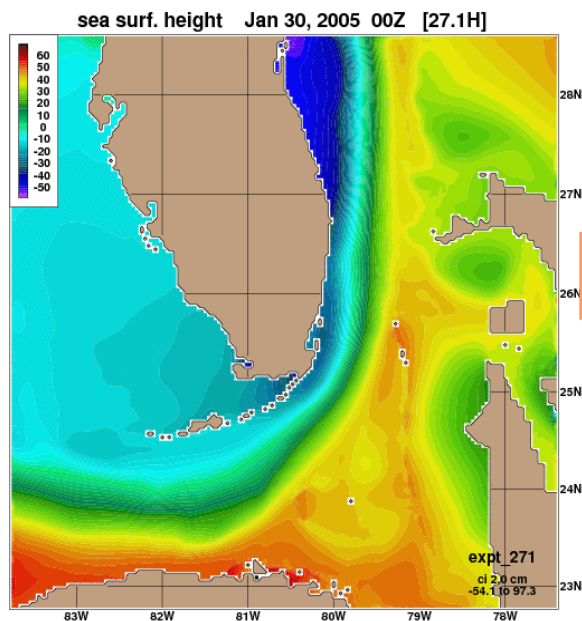 sea surf. height Jan 30, 2005 00Z [27.1H]
60
50
40
30
20
10
0
-10
-20
-30
-40
-50
28N
27N
26N
25N
24N
23N
expt_271
ci 2.0 cm
-54.1 to 97.3
83W 82W 81W 80W 79W 78W